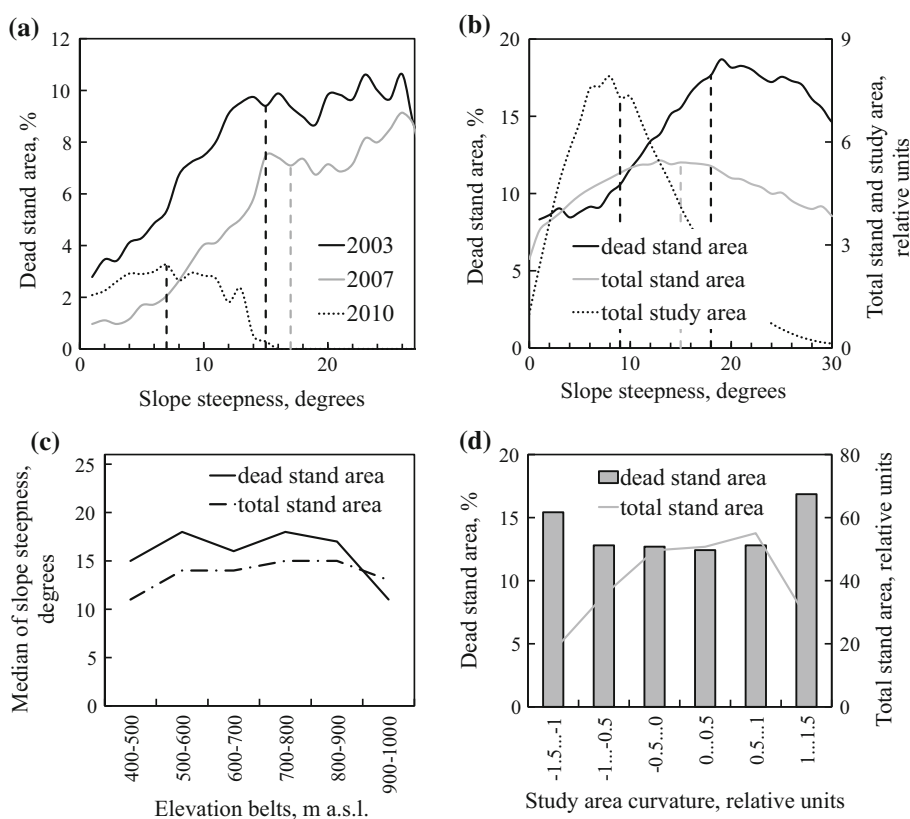 (a)
Dead stand area, %
12
10
8
6
4
2
0
2003
2007
2010
0
10
20
Slope steepness, degrees
(b)
Dead stand area, %
20
15
10
5
0
dead stand area
total stand area
total study area
9
6
3
0
Total stand and study area,
relative units
0
10
20
30
Slope steepness, degrees
(c)
Median of slope steepness,
degrees
25
20
15
10
5
0
dead stand area
total stand area
400-500
500-600
600-700
700-800
800-900
900-1000
Elevation belts, m a.s.l.
(d)
Dead stand area, %
20
15
10
5
0
dead stand area
total stand area
80
60
40
20
0
Total stand area, relative units
-1.5...-1
-1...-0.5
-0.5...0
0...0.5
0.5...1
1...1.5
Study area curvature, relative units